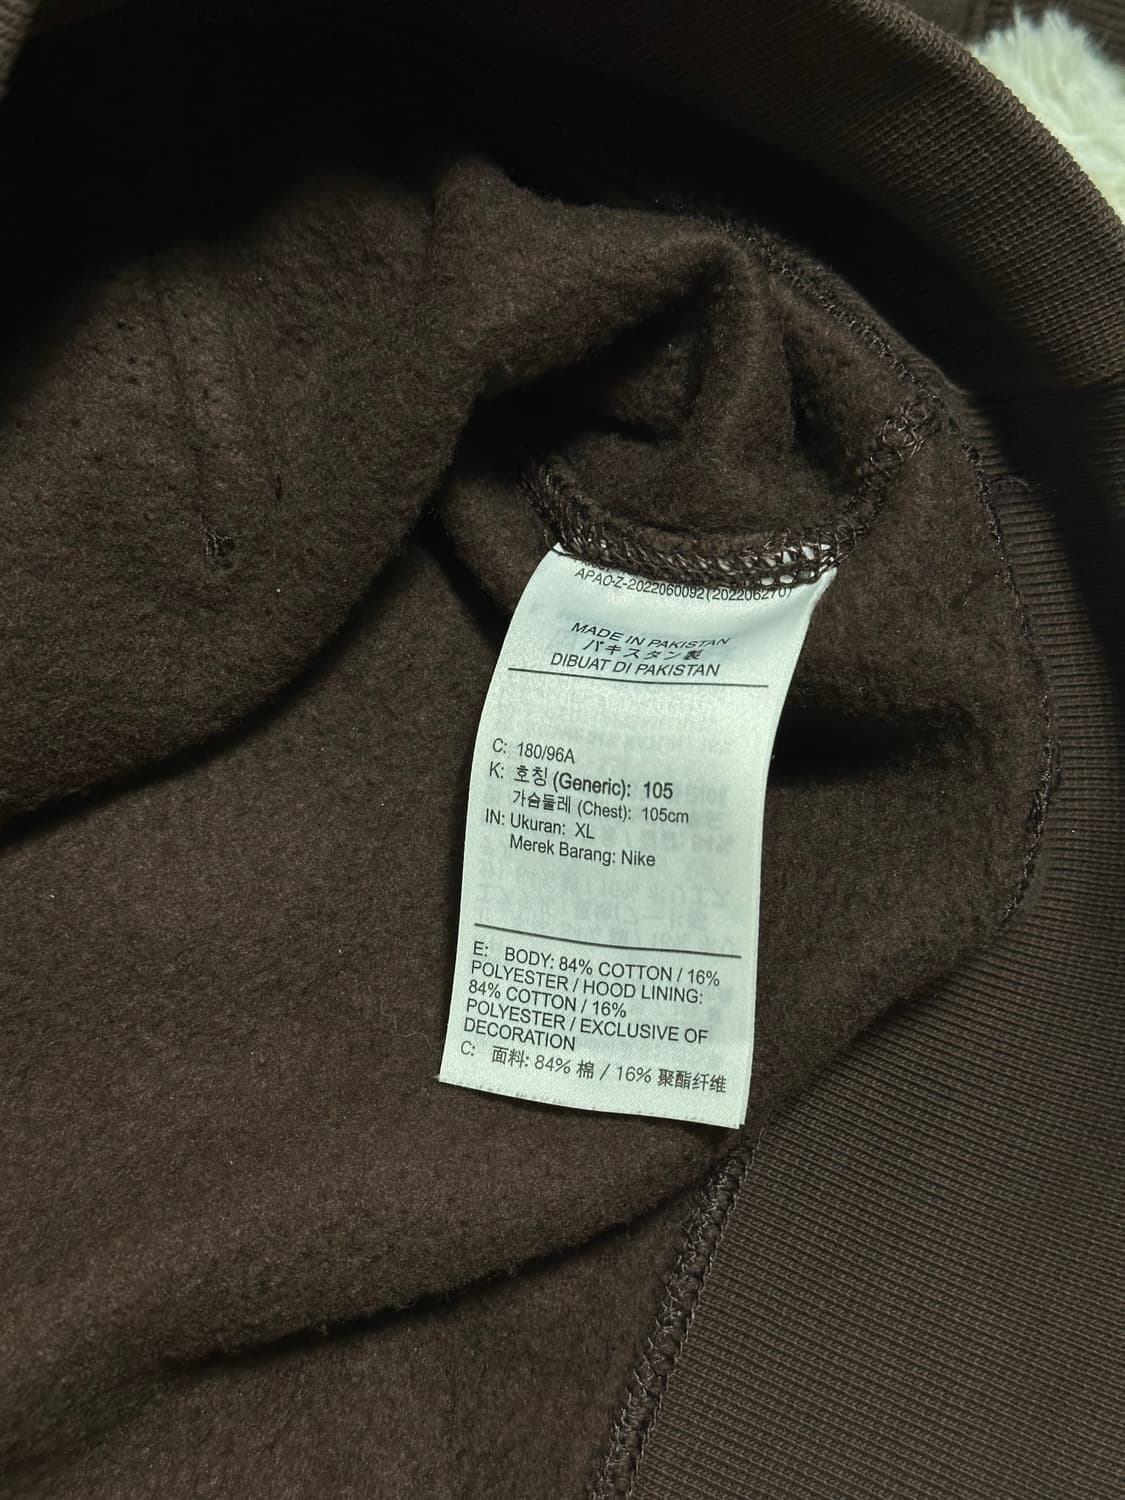 APAO-Z-2022060092(202206270)
MADE IN PAKISTAN
パキスタン製
DIBUAT DI PAKISTAN
C: 180/96A
K: 호칭 (Generic): 105
가슴둘레 (Chest): 105cm
IN: Ukuran: XL
Merek Barang: Nike
E: BODY: 84% COTTON / 16%
POLYESTER / HOOD LINING:
84% COTTON / 16%
POLYESTER / EXCLUSIVE OF
DECORATION
C: 面料: 84% 棉 / 16% 聚酯纤维